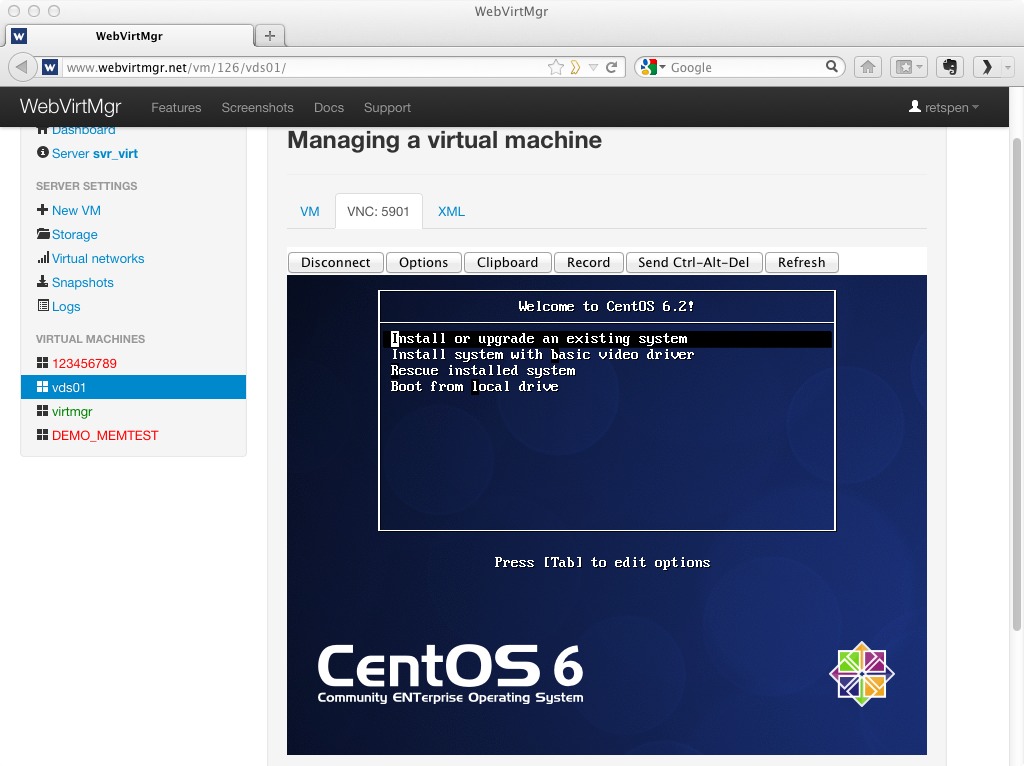 WebVirtMgr
WebVirtMgr
www.webvirtmgr.net/vm/126/vds01/
Google
WebVirtMgr Features Screenshots Docs Support retspen
Dashboard
Server svr_virt
SERVER SETTINGS
New VM
Storage
Virtual networks
Snapshots
Logs
VIRTUAL MACHINES
123456789
vds01
virtmgr
DEMO_MEMTEST
Managing a virtual machine
VM VNC: 5901 XML
Disconnect Options Clipboard Record Send Ctrl-Alt-Del Refresh
Welcome to CentOS 6.2!
Install or upgrade an existing system
Install system with basic video driver
Rescue installed system
Boot from local drive
Press [Tab] to edit options
CentOS 6
Community ENTerprise Operating System